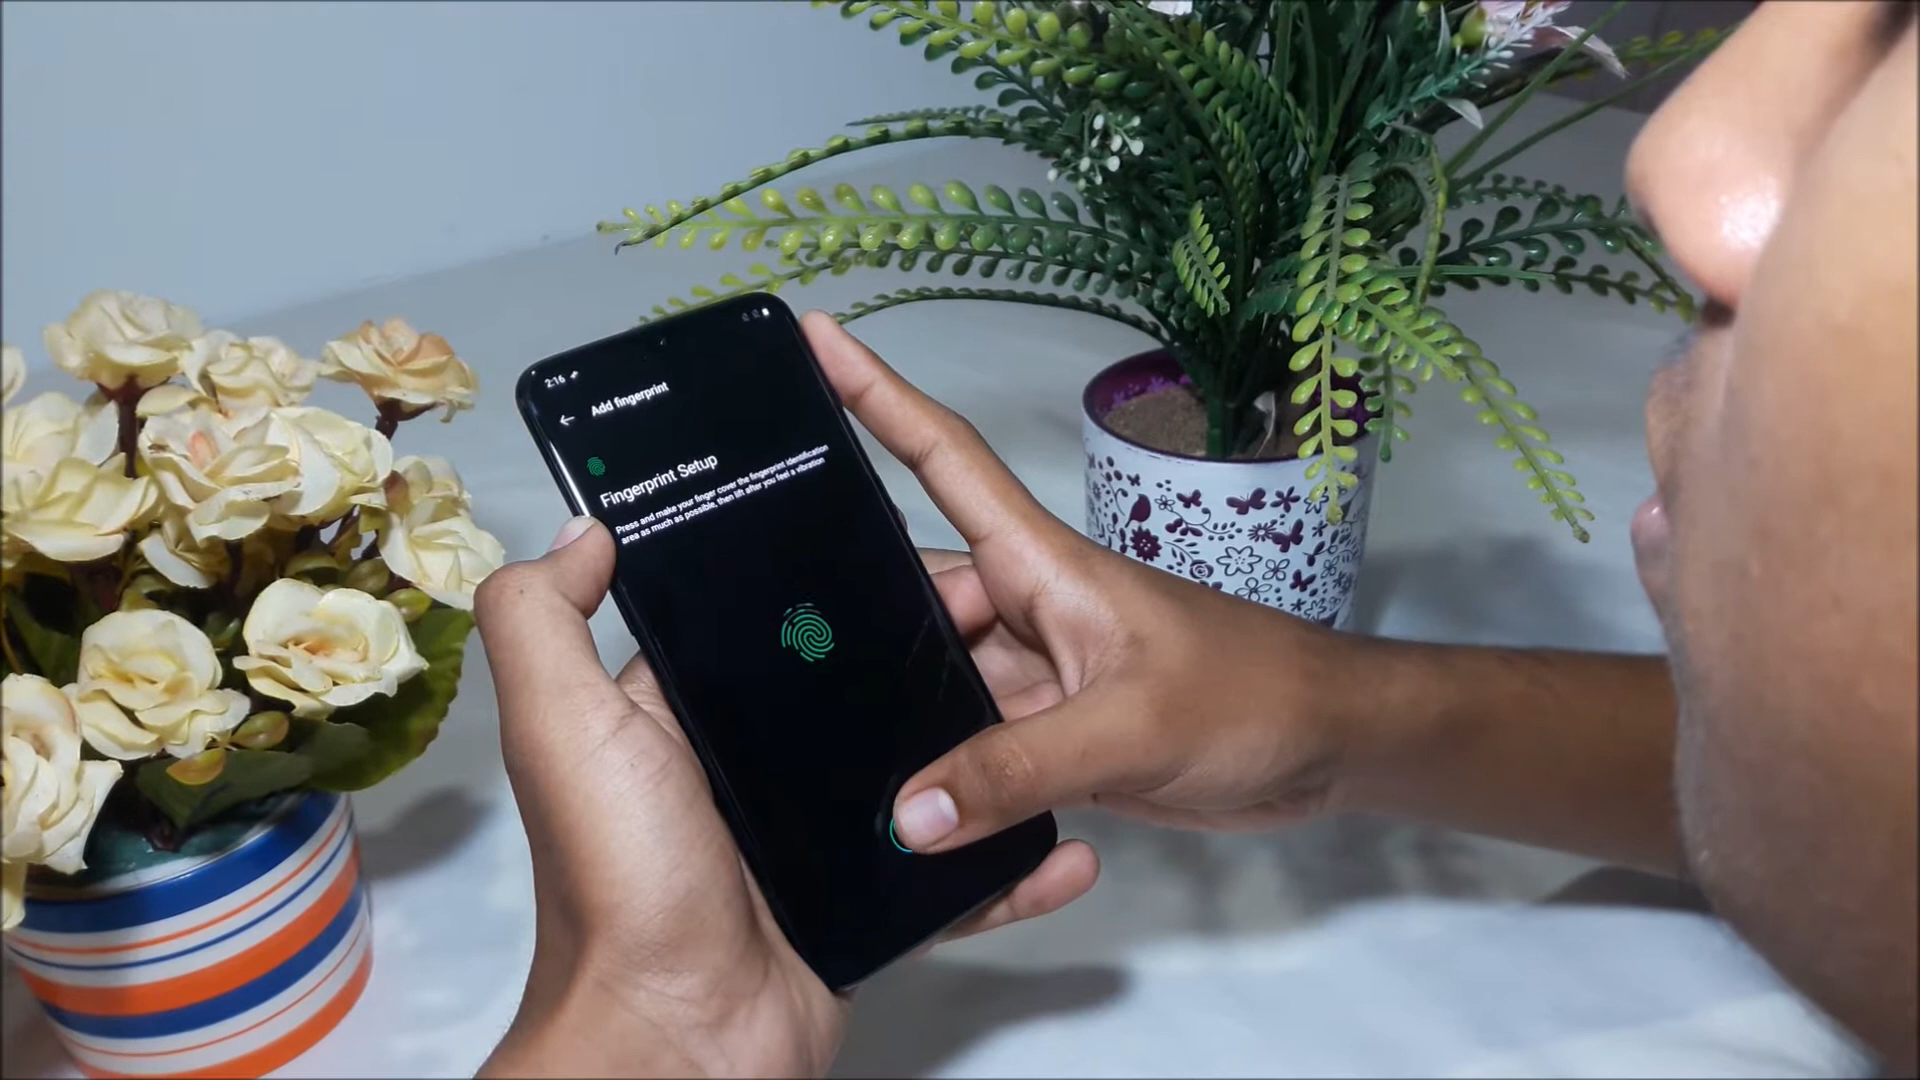 2:16
Add fingerprint
Fingerprint Setup
Press and make your finger cover the fingerprint identification
area as much as possible, then lift after you feel a vibration